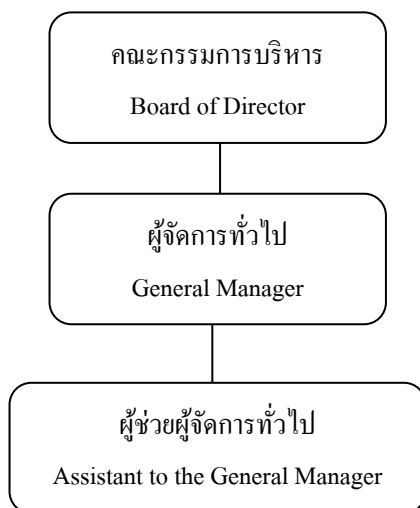 คณะกรรมการบริหาร
Board of Director
ผู้จัดการทั่วไป
General Manager
ผู้ช่วยผู้จัดการทั่วไป
Assistant to the General Manager